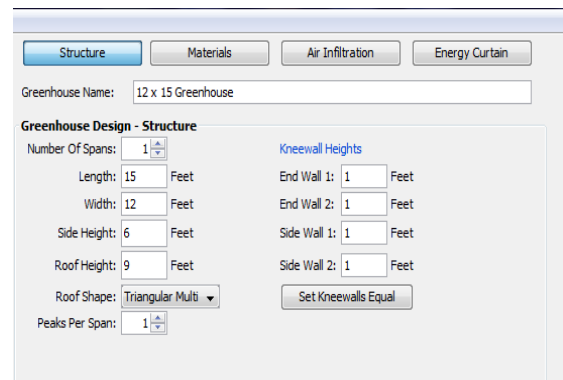 Structure Materials Air Infiltration Energy Curtain
Greenhouse Name: 12 x 15 Greenhouse
Greenhouse Design - Structure
Number Of Spans: 1 Kneewall Heights
Length: 15 Feet End Wall 1: 1 Feet
Width: 12 Feet End Wall 2: 1 Feet
Side Height: 6 Feet Side Wall 1: 1 Feet
Roof Height: 9 Feet Side Wall 2: 1 Feet
Roof Shape: Triangular Multi Set Kneewalls Equal
Peaks Per Span: 1